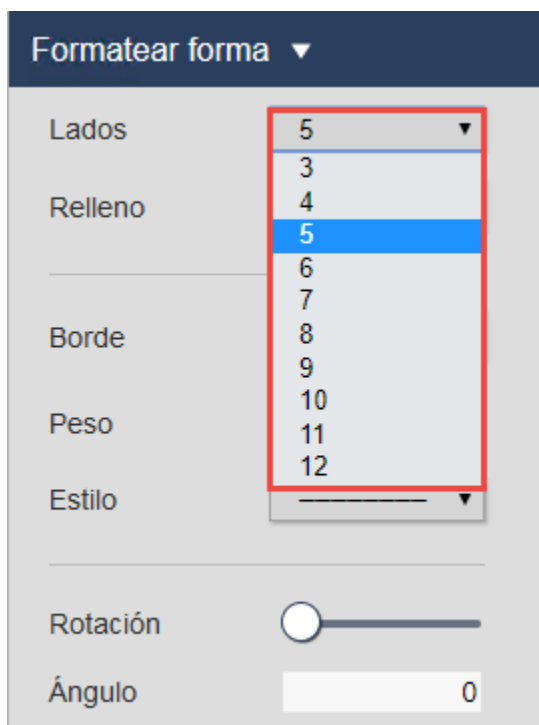 Formatear forma
Lados 5
3
Relleno 4
5
6
7
Borde 8
9
10
Peso 11
12
Estilo
Rotación
Ángulo 0